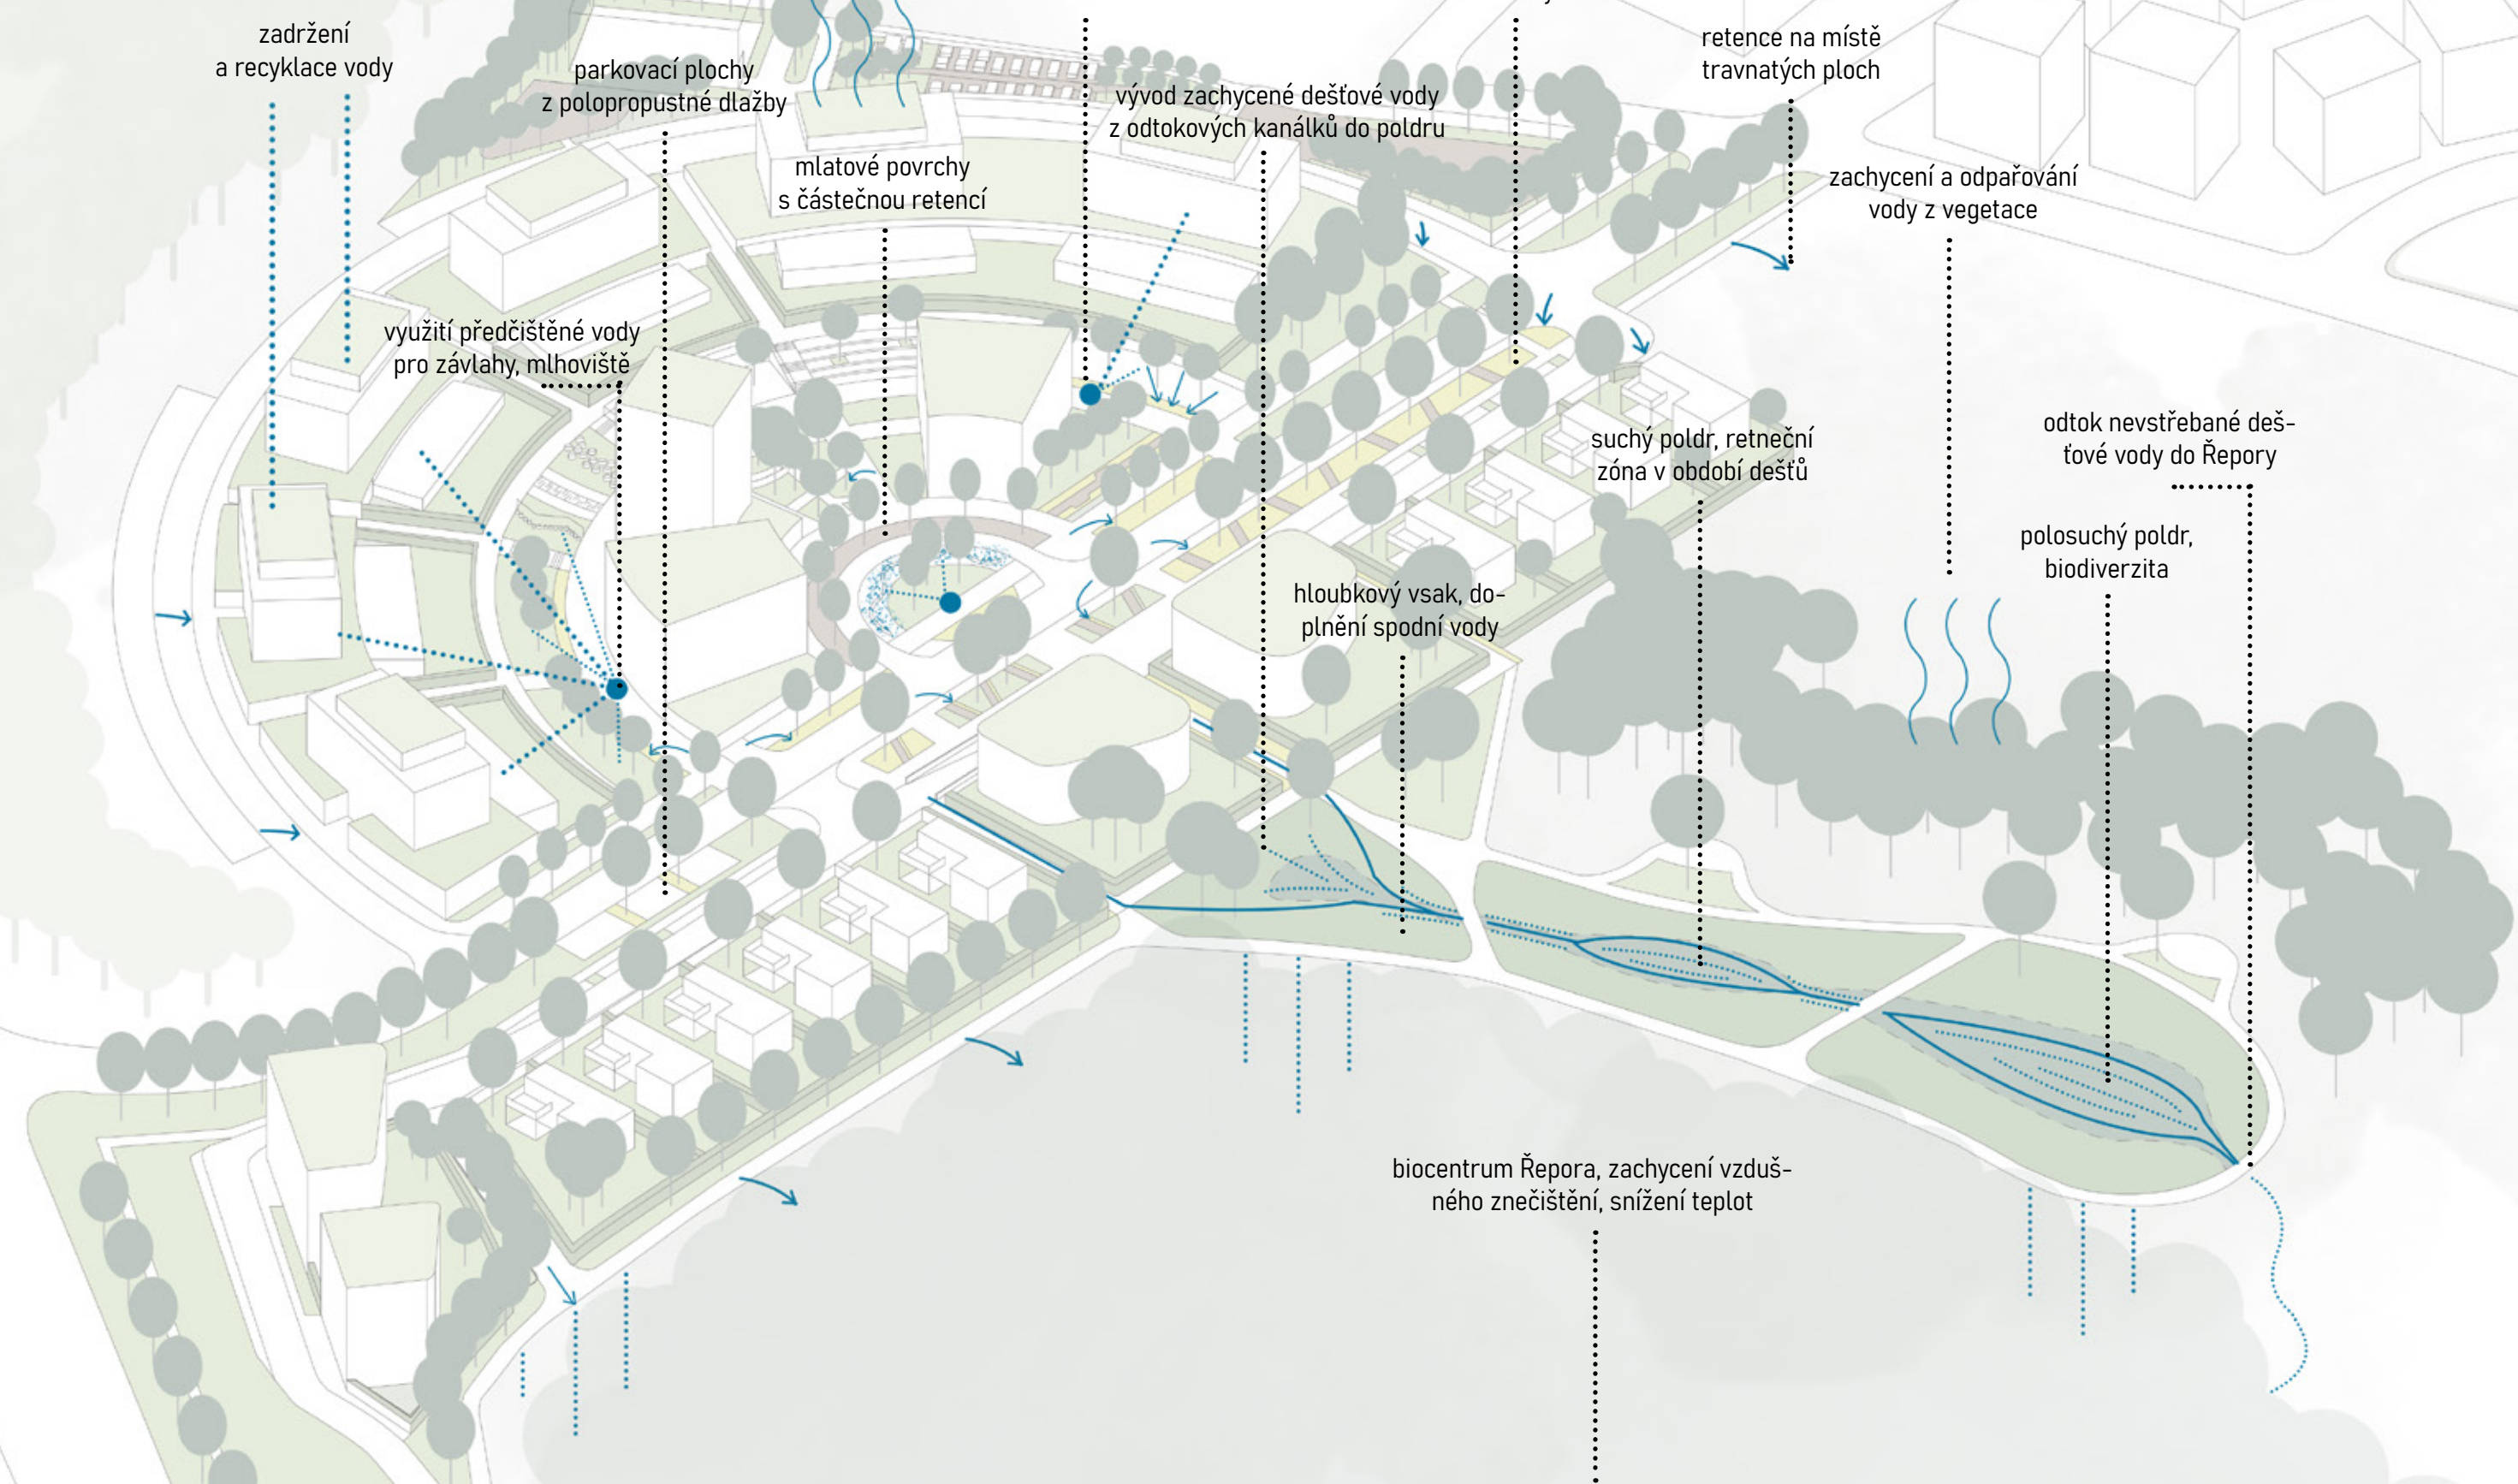 zadržení
a recyklace vody
parkovací plochy
z polopropustné dlažby
mlatové povrchy
s částečnou retencí
vývod zachycené dešťové vody
z odtokových kanálků do poldru
retence na místě
travnatých ploch
zachycení a odpařování
vody z vegetace
využití předčištěné vody
pro závlahy, mlhoviště
suchý poldr, retneční
zóna v období dešťů
odtok nevstřebané deš-
ťové vody do Řepory
polosuchý poldr,
biodiverzita
hloubkový vsak, do-
plnění spodní vody
biocentrum Řepora, zachycení vzduš-
ného znečištění, snížení teplot